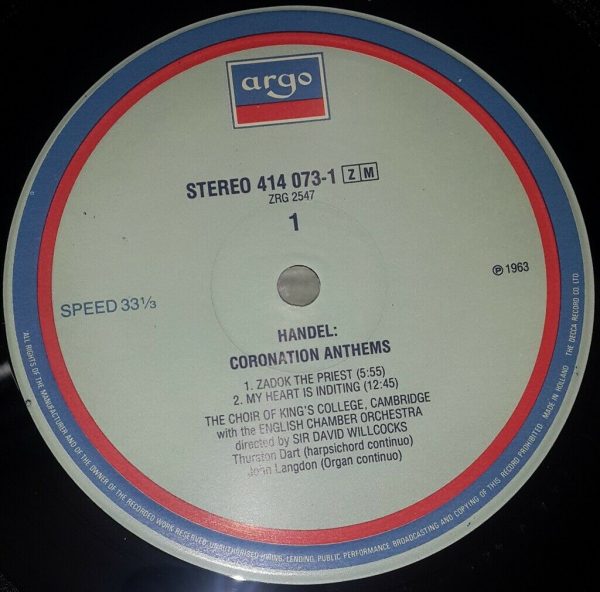 argo
STEREO 414 073-1 Z M
ZRG 2547
1
℗ 1963
SPEED 33⅓
HANDEL:
CORONATION ANTHEMS
1. ZADOK THE PRIEST (5:55)
2. MY HEART IS INDITING (12:45)
THE CHOIR OF KING'S COLLEGE, CAMBRIDGE
with the ENGLISH CHAMBER ORCHESTRA
directed by SIR DAVID WILLCOCKS
Thurston Dart (harpsichord continuo)
John Langdon (Organ continuo)
ALL RIGHTS OF THE MANUFACTURER AND OF THE OWNER OF THE RECORDED WORK RESERVED. UNAUTHORISED HIRING, LENDING, PUBLIC PERFORMANCE BROADCASTING AND COPYING OF THIS RECORD PROHIBITED MADE IN HOLLAND THE DECCA RECORD CO. LTD.